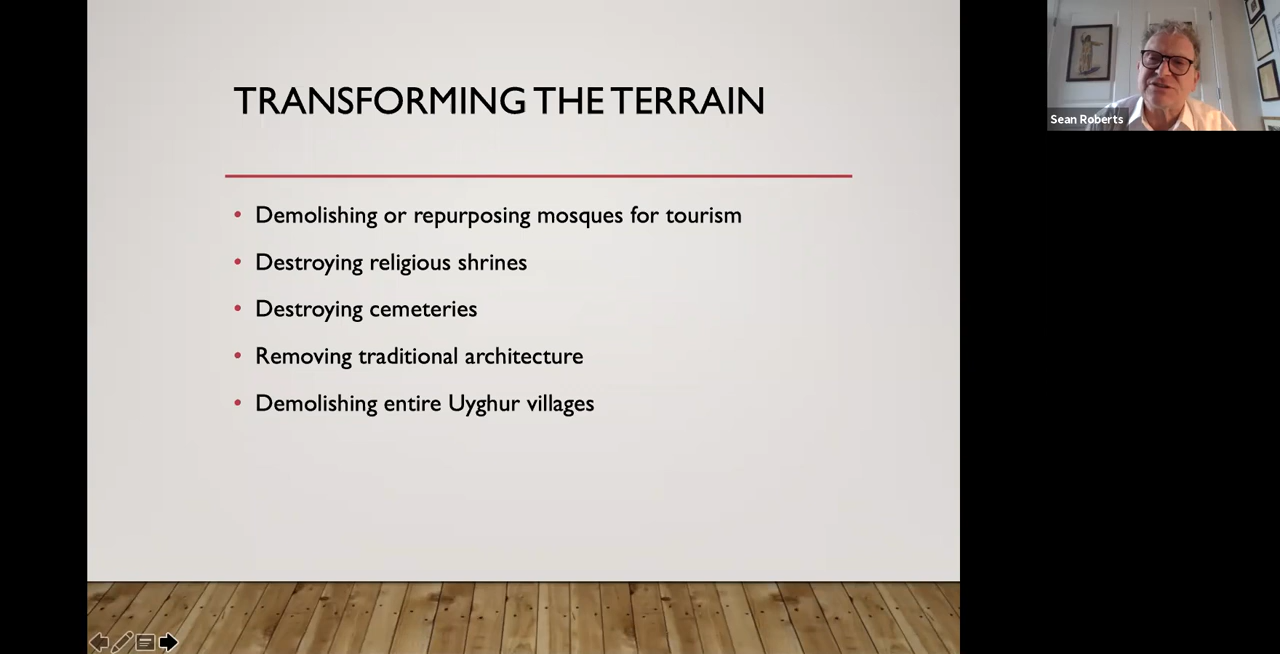 TRANSFORMING THE TERRAIN
• Demolishing or repurposing mosques for tourism
• Destroying religious shrines
• Destroying cemeteries
• Removing traditional architecture
• Demolishing entire Uyghur villages
Sean Roberts